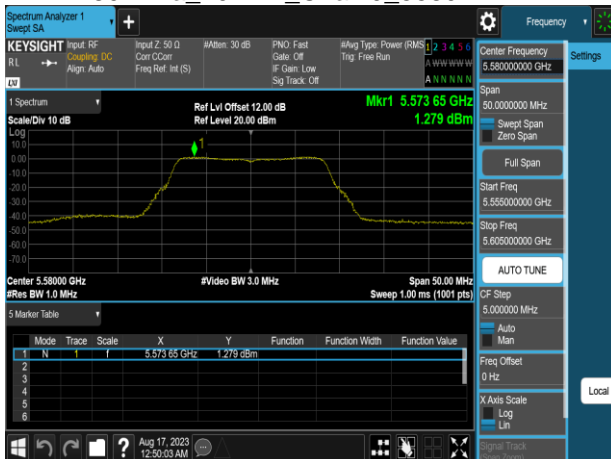 Spectrum Analyzer 1
Swept SA
Frequency
KEYSIGHT
RL
Input: RF
Coupling: DC
Align: Auto
Input Z: 50 Ω
Corr CCorr
Freq Ref: Int (S)
#Atten: 30 dB
PNO: Fast
Gate: Off
IF Gain: Low
Sig Track: Off
#Avg Type: Power (RMS
Trig: Free Run
1 2 3 4 5 6
A W W W W W
A N N N N N
LXI
Center Frequency
5.580000000 GHz
Settings
Span
50.0000000 MHz
Swept Span
Zero Span
Full Span
Start Freq
5.555000000 GHz
Stop Freq
5.605000000 GHz
AUTO TUNE
CF Step
5.000000 MHz
Auto
Man
Freq Offset
0 Hz
X Axis Scale
Log
Lin
Signal Track
Local
1 Spectrum
Scale/Div 10 dB
Ref Lvl Offset 12.00 dB
Ref Level 20.00 dBm
Mkr1 5.573 65 GHz
1.279 dBm
Log
10.0
0.00
-10.0
-20.0
-30.0
-40.0
-50.0
-60.0
-70.0
1
Center 5.58000 GHz
#Res BW 1.0 MHz
#Video BW 3.0 MHz
Span 50.00 MHz
Sweep 1.00 ms (1001 pts)
5 Marker Table
Mode Trace Scale X Y Function Function Width Function Value
1 N 1 f 5.573 65 GHz 1.279 dBm
2
3
4
5
6
Aug 17, 2023
12:50:03 AM